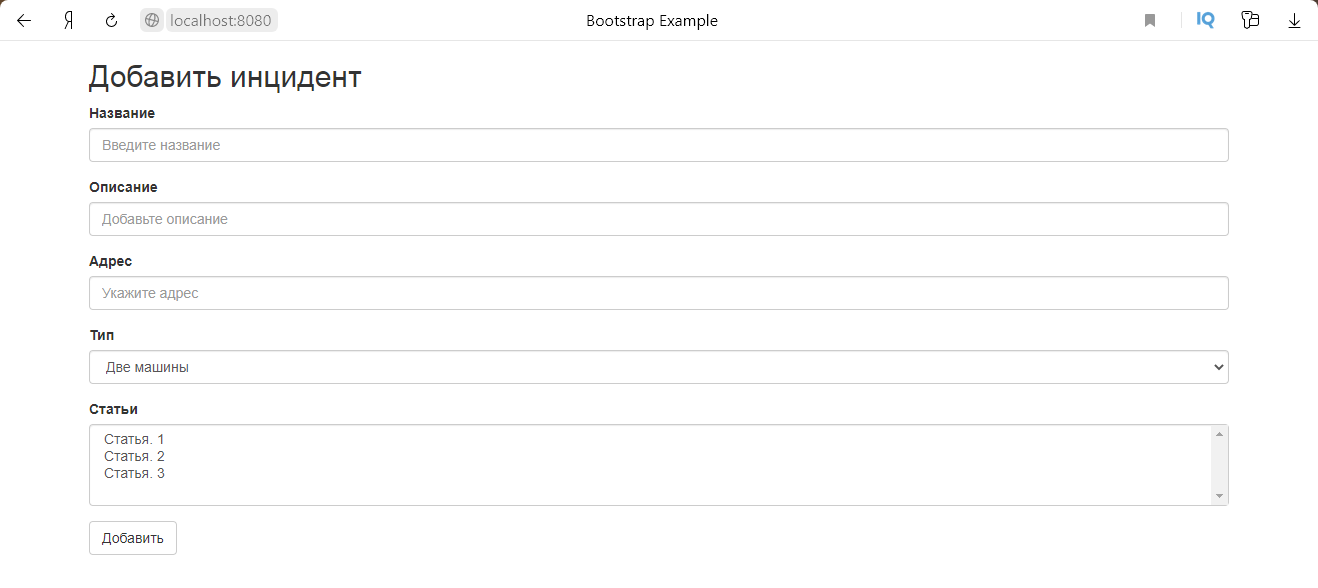 Я localhost:8080 Bootstrap Example IQ
Добавить инцидент
Название
Введите название
Описание
Добавьте описание
Адрес
Укажите адрес
Тип
Две машины
Статьи
Статья. 1
Статья. 2
Статья. 3
Добавить